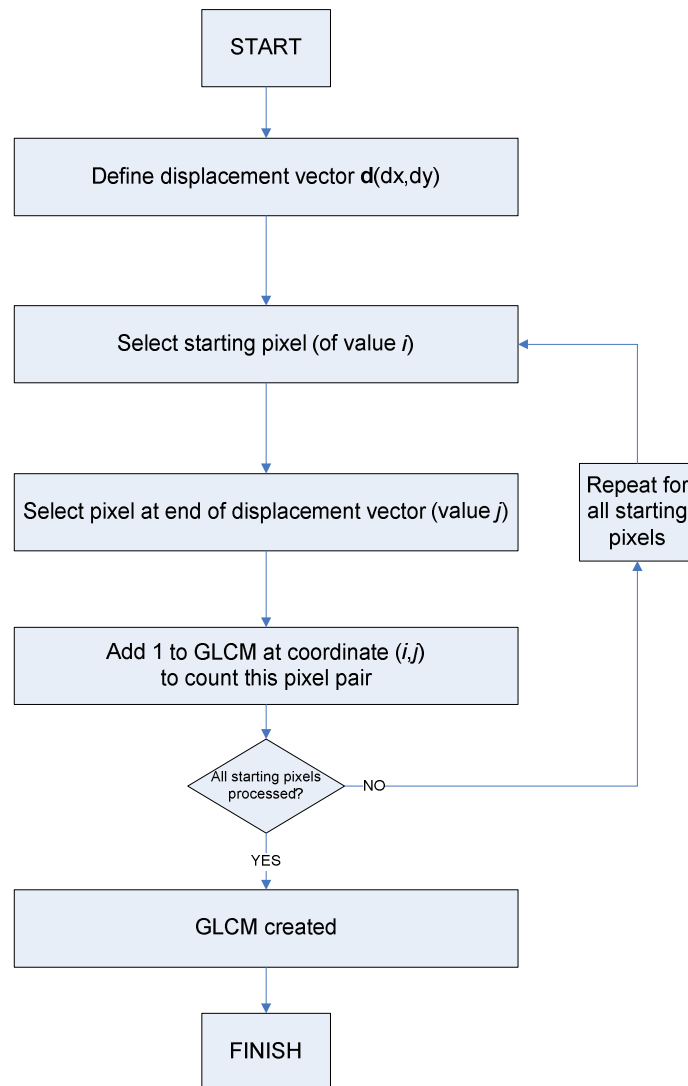 START
Define displacement vector d(dx,dy)
Select starting pixel (of value i)
Select pixel at end of displacement vector (value j)
Repeat for
all starting
pixels
Add 1 to GLCM at coordinate (i,j)
to count this pixel pair
All starting pixels
processed?
NO
YES
GLCM created
FINISH